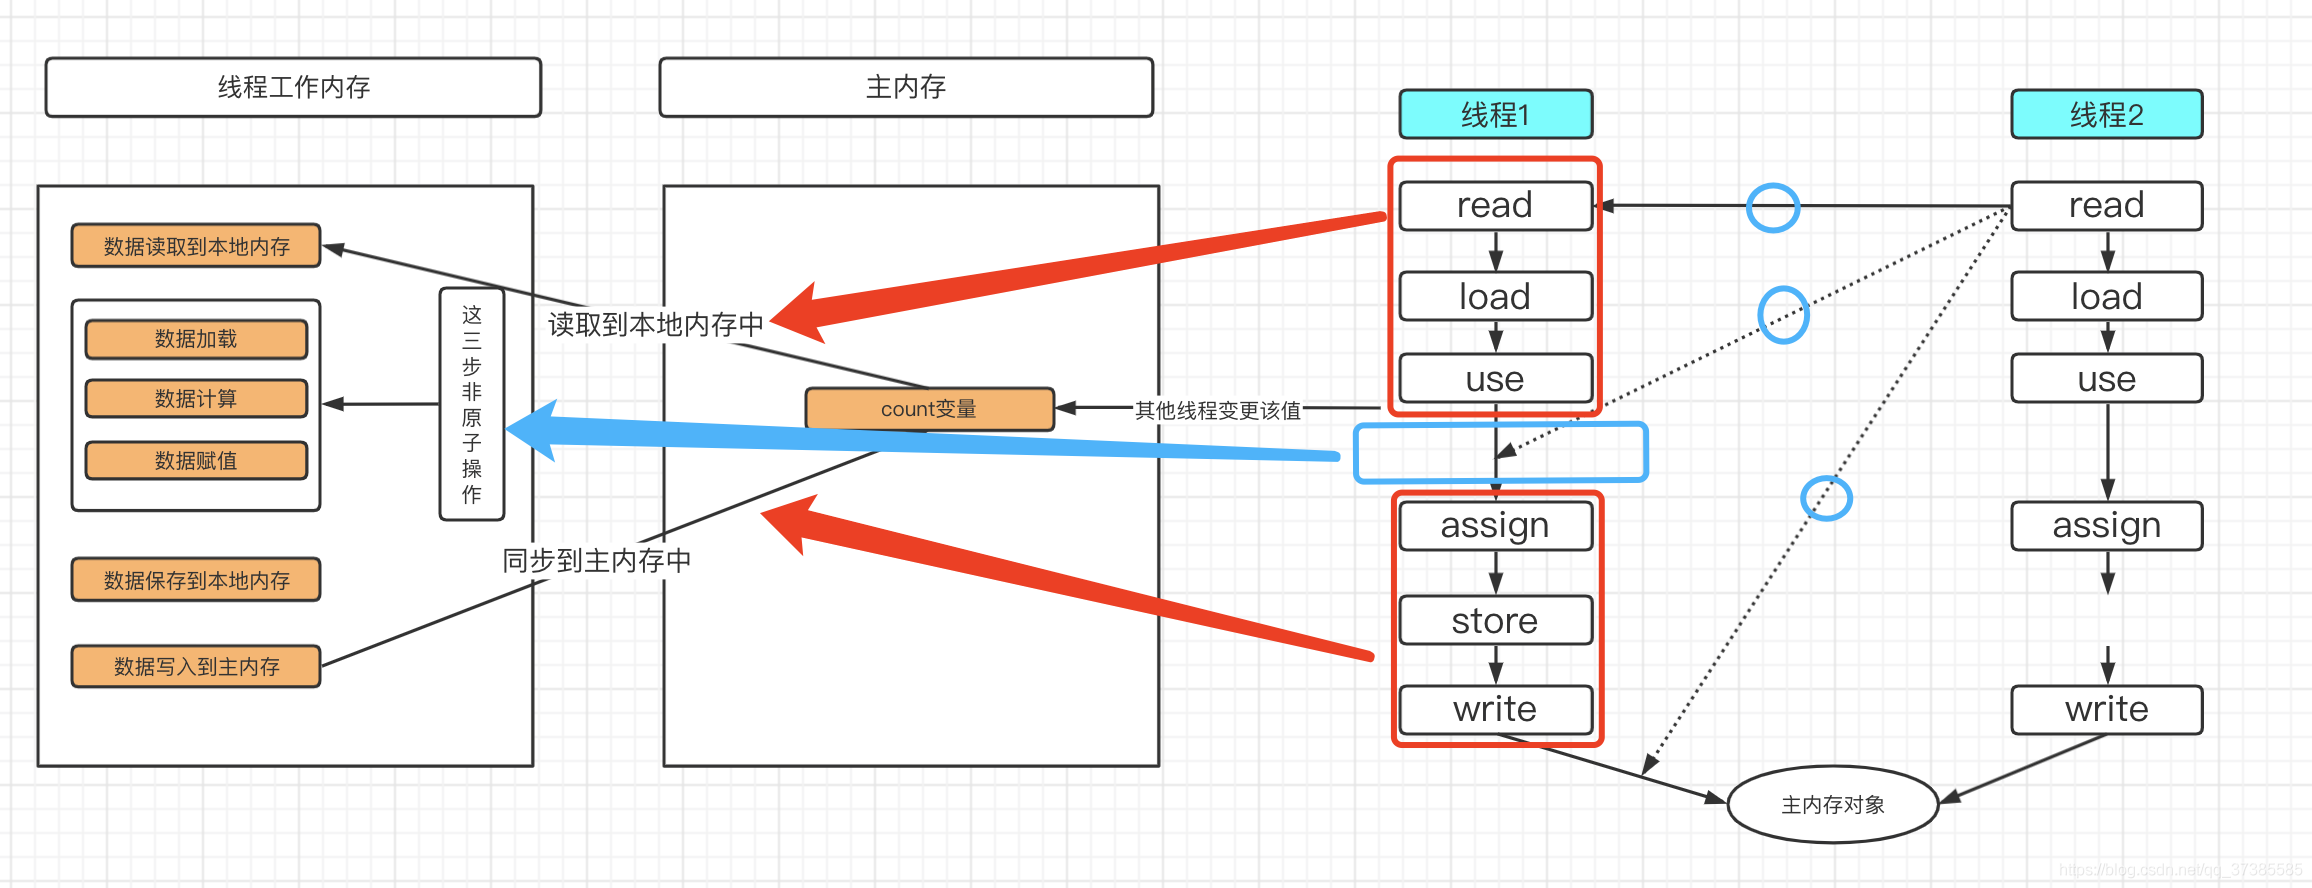 线程工作内存
主内存
线程1
线程2
数据读取到本地内存
数据加载
数据计算
数据赋值
数据保存到本地内存
数据写入到主内存
这三步非原子操作
读取到本地内存中
count变量
其他线程变更该值
同步到主内存中
read
load
use
assign
store
write
read
load
use
assign
write
主内存对象
https://blog.csdn.net/qq_37385585